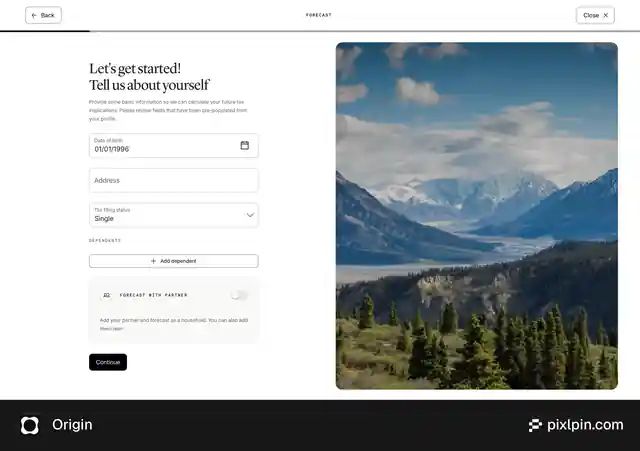 Back
FORECAST
Close
Let's get started!
Tell us about yourself
Provide some basic information so we can calculate your future tax
implications. Please review fields that have been pre-populated from
your profile.
Date of birth
01/01/1996
Address
Tax filing status
Single
DEPENDENTS
Add dependent
FORECAST WITH PARTNER
Add your partner and forecast as a household. You can also add
Continue
Origin
pixlpin.com